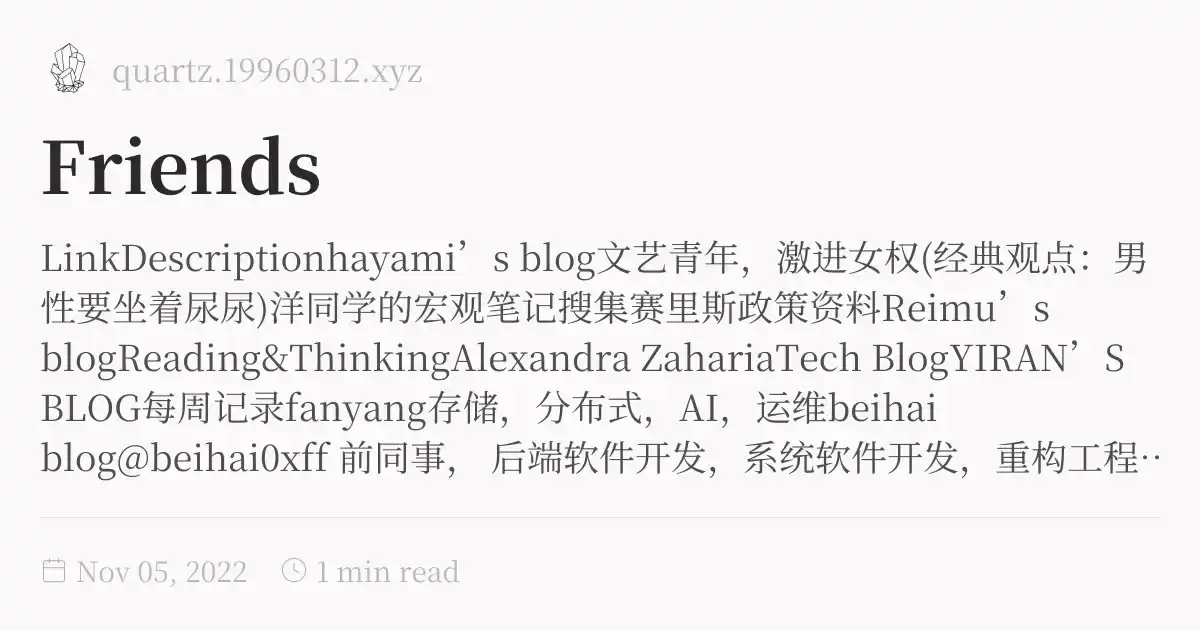 quartz.19960312.xyz
Friends
LinkDescriptionhayami’s blog文艺青年，激进女权(经典观点：男
性要坐着尿尿)洋同学的宏观笔记搜集赛里斯政策资料Reimu’s
blogReading&ThinkingAlexandra ZahariaTech BlogYIRAN’S
BLOG每周记录fanyang存储，分布式，AI，运维beihai
blog@beihai0xff 前同事， 后端软件开发，系统软件开发，重构工程…
Nov 05, 2022 1 min read